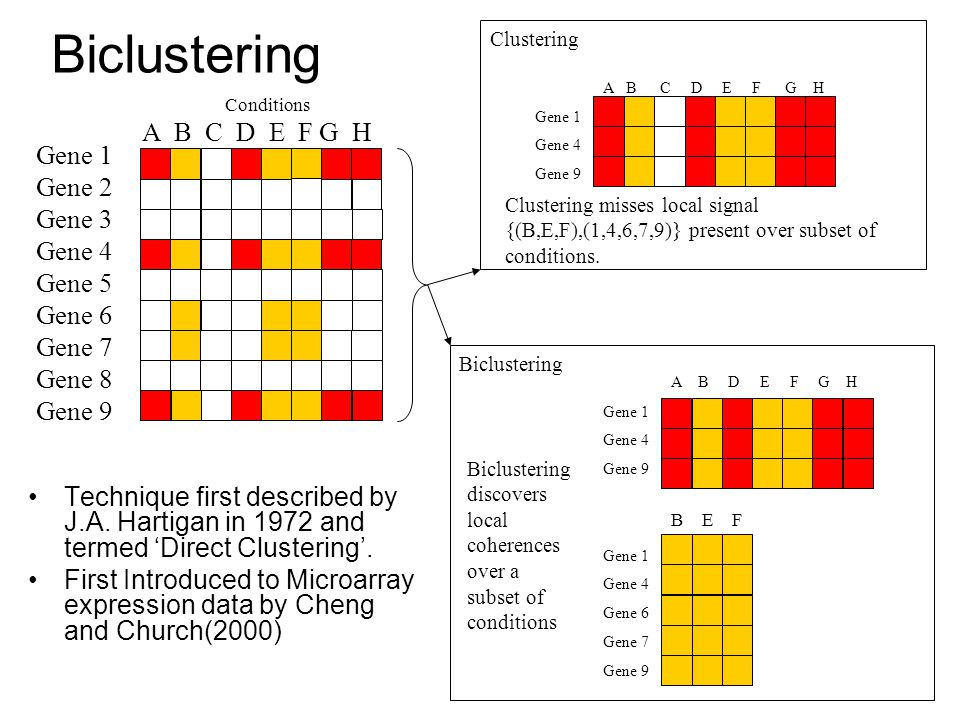 Biclustering
Conditions
A B C D E F G H
Gene 1
Gene 2
Gene 3
Gene 4
Gene 5
Gene 6
Gene 7
Gene 8
Gene 9
• Technique first described by
J.A. Hartigan in 1972 and
termed ‘Direct Clustering’.
• First Introduced to Microarray
expression data by Cheng
and Church(2000)
Clustering
A B C D E F G H
Gene 1
Gene 4
Gene 9
Clustering misses local signal
{(B,E,F),(1,4,6,7,9)} present over subset of
conditions.
Biclustering
A B D E F G H
Gene 1
Gene 4
Gene 9
Biclustering
discovers
local
coherences
over a
subset of
conditions
B E F
Gene 1
Gene 4
Gene 6
Gene 7
Gene 9